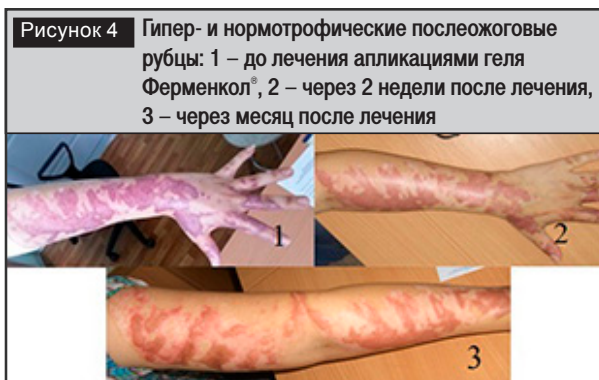 Рисунок 4
Гипер- и нормотрофические послеожоговые
рубцы: 1 – до лечения апликациями геля
Ферменкол®, 2 – через 2 недели после лечения,
3 – через месяц после лечения
1
2
3